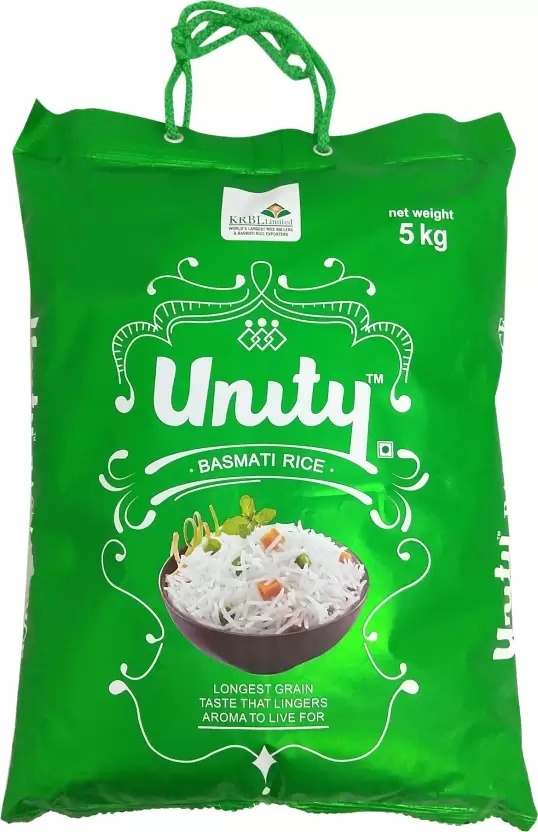 KRBL Limited
WORLD'S LARGEST RICE MILLERS
& BASMATI RICE EXPORTERS
net weight
5 kg
Unity™
· BASMATI RICE ·
LONGEST GRAIN
TASTE THAT LINGERS
AROMA TO LIVE FOR
Unity